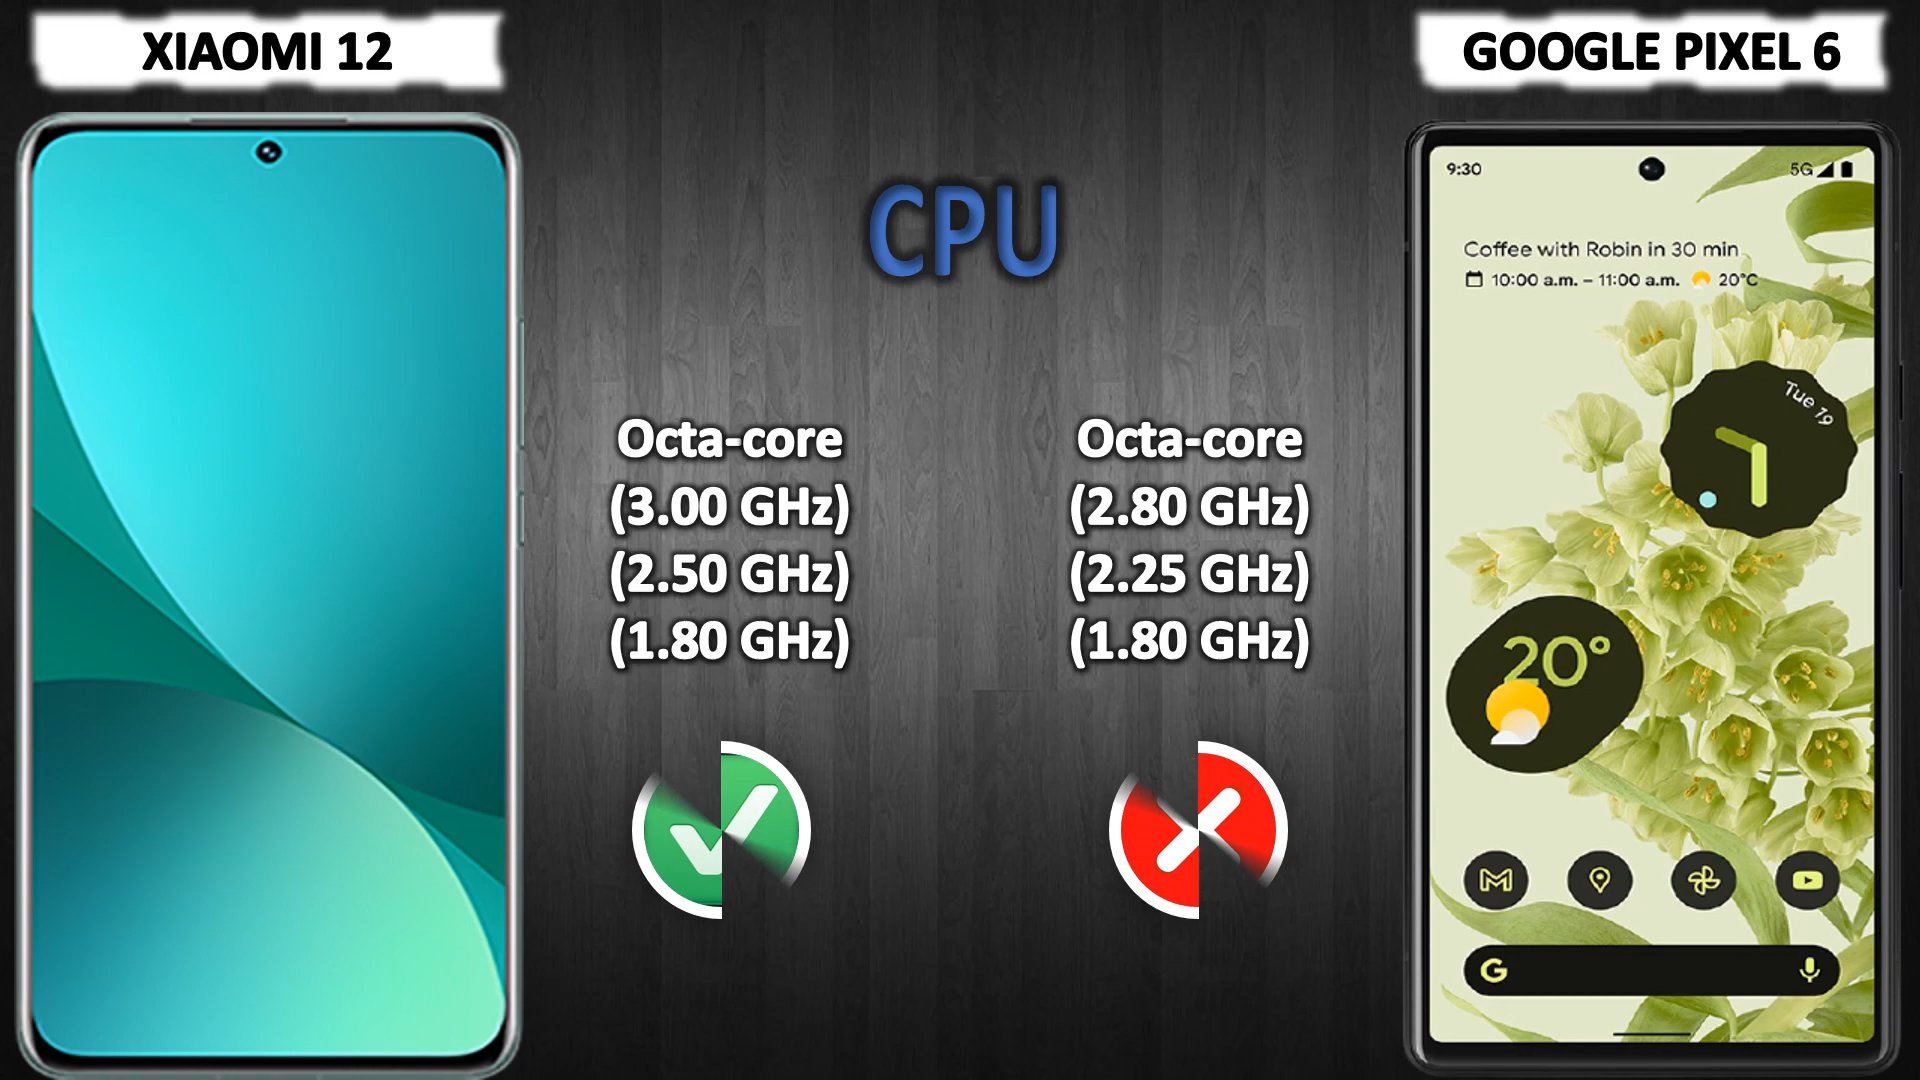 XIAOMI 12
GOOGLE PIXEL 6
CPU
Octa-core
(3.00 GHz)
(2.50 GHz)
(1.80 GHz)
Octa-core
(2.80 GHz)
(2.25 GHz)
(1.80 GHz)
9:30
5G
Coffee with Robin in 30 min
10:00 a.m. – 11:00 a.m. 20°C
Tue 19
20°